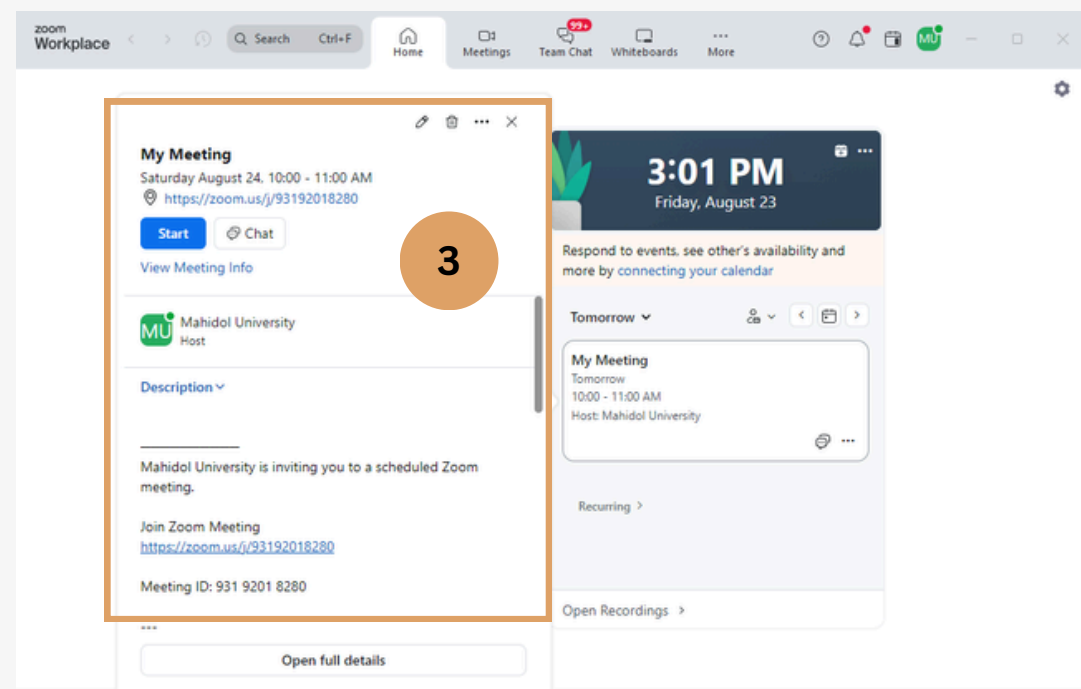 zoom
Workplace
Search Ctrl+F
Home
Meetings
99+
Team Chat
Whiteboards
More
MU
My Meeting
Saturday August 24, 10:00 - 11:00 AM
https://zoom.us/j/93192018280
Start
Chat
View Meeting Info
3
MU
Mahidol University
Host
Description
Mahidol University is inviting you to a scheduled Zoom
meeting.
Join Zoom Meeting
https://zoom.us/j/93192018280
Meeting ID: 931 9201 8280
---
Open full details
3:01 PM
Friday, August 23
Respond to events, see other's availability and
more by connecting your calendar
Tomorrow
My Meeting
Tomorrow
10:00 - 11:00 AM
Host: Mahidol University
Recurring >
Open Recordings >